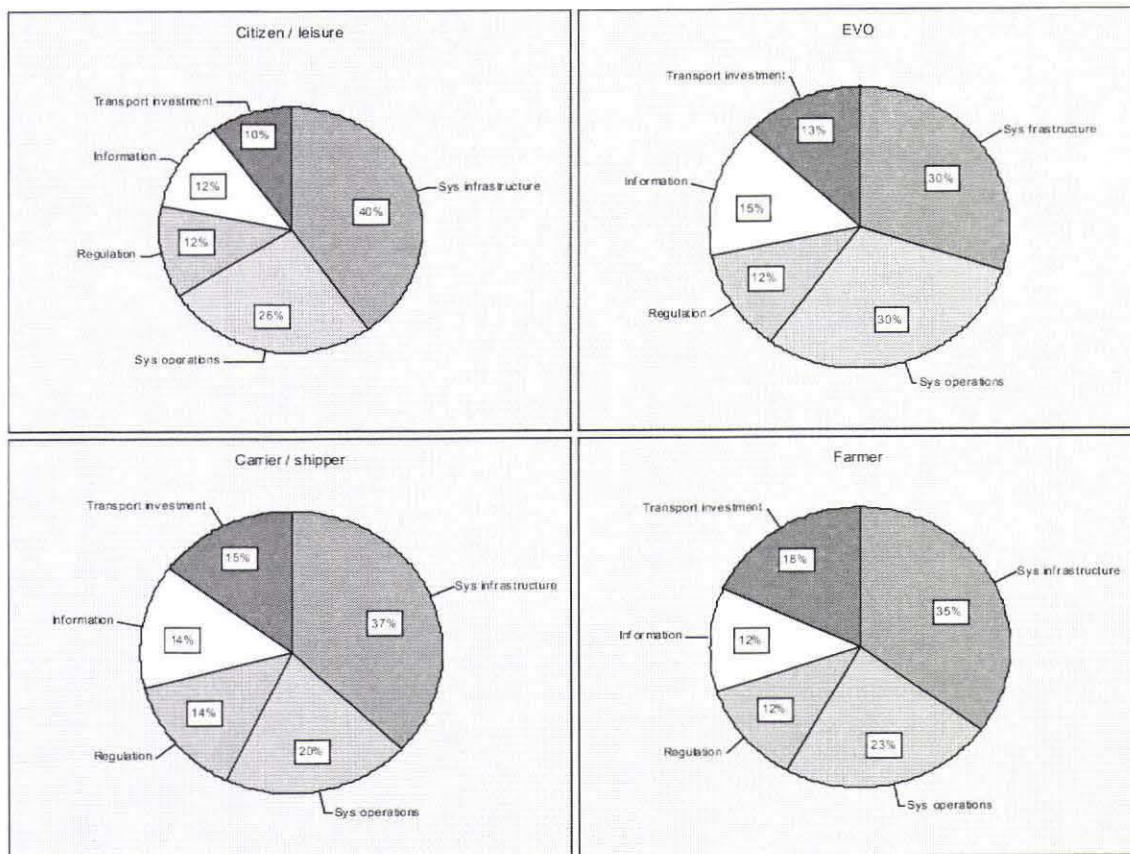 Citizen / leisure
Transport investment
10%
Information
12%
Sys infrastructure
40%
Regulation
12%
26%
Sys operations
EVO
Transport investment
13%
Sys frastructure
30%
Information
15%
12%
Regulation
30%
Sys operations
Carrier / shipper
Transport investment
15%
Sys infrastructure
37%
Information
14%
14%
Regulation
20%
Sys operations
Farmer
Transport investment
18%
Sys infrastructure
35%
Information
12%
12%
Regulation
23%
Sys operations